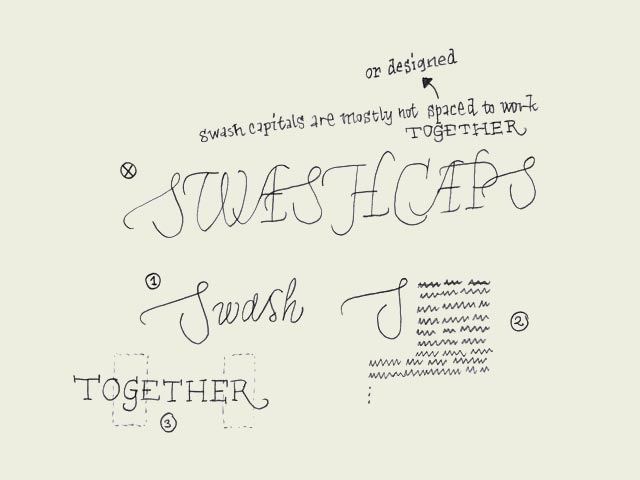 or designed
swash capitals are mostly not spaced to work
TOGETHER
X
SWASHCAPS
1
Swash
S
2
TOGETHER
3